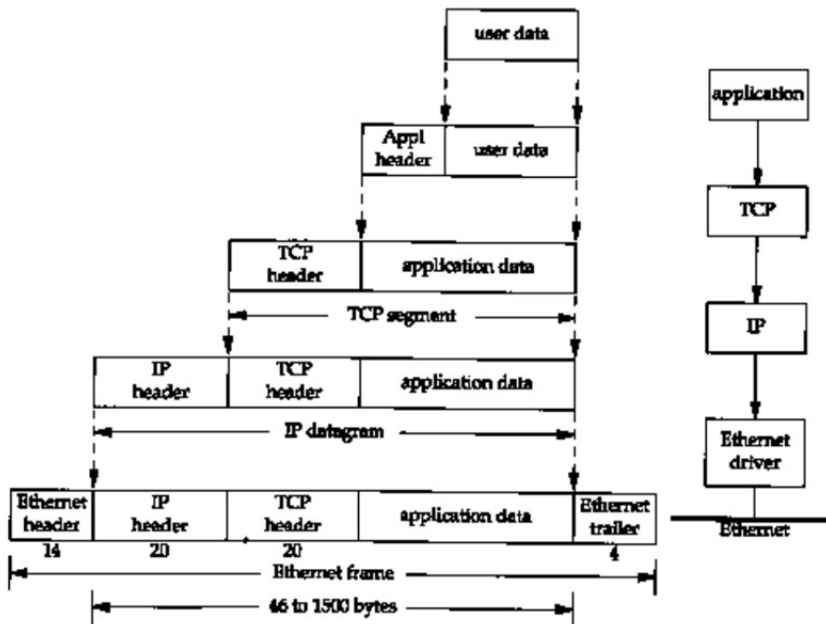 user data
application
Appl
header
user data
TCP
TCP
header
application data
TCP segment
IP
IP
header
TCP
header
application data
IP datagram
Ethernet
driver
Ethernet
header
IP
header
TCP
header
application data
Ethernet
trailer
Ethernet
14
20
20
4
Ethernet frame
46 to 1500 bytes